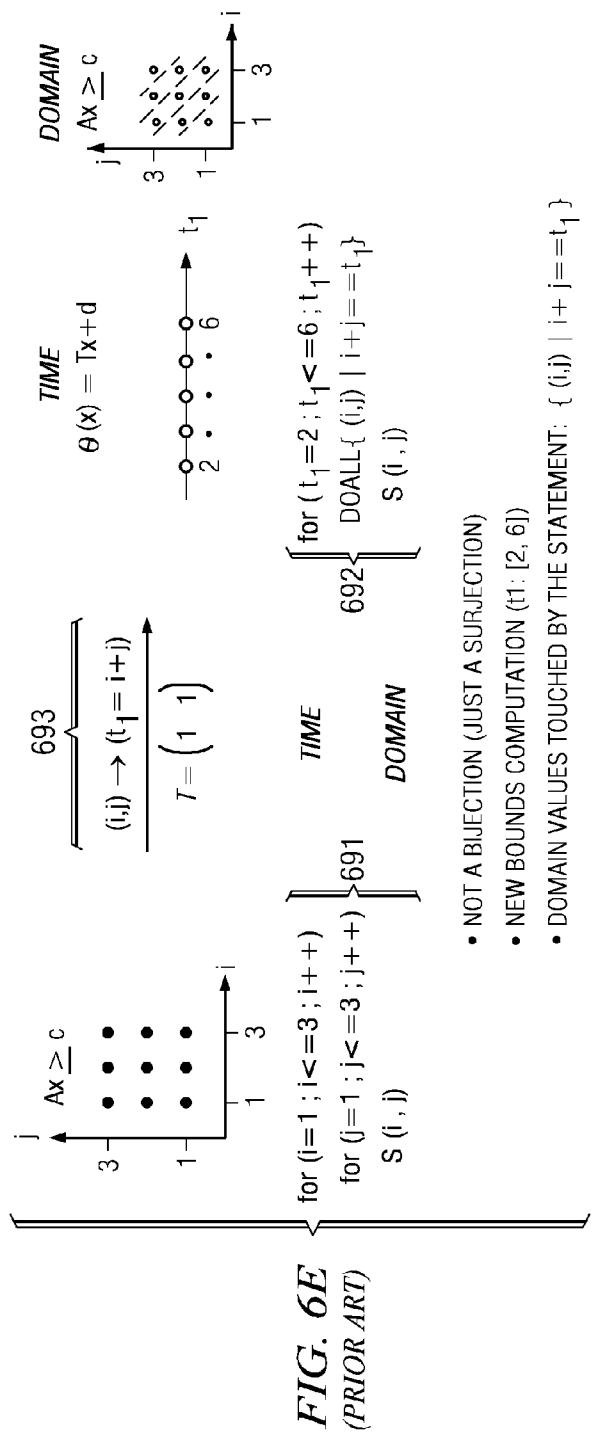 FIG. 6E
(PRIOR ART)
j
Ax ≥ c
3
1
i
1
3
693
(i,j) → (t1 = i+j)
T = (1 1)
TIME
θ (x) = Tx+d
t1
2
6
DOMAIN
Ax ≥ c
j
3
1
i
1
3
for (i=1 ; i<=3 ; i++)
for (j=1 ; j<=3 ; j++)
S (i , j)
691
TIME
DOMAIN
692
for (t1=2 ; t1<=6 ; t1++)
DOALL{ (i,j) | i+j==t1}
S (i , j)
• NOT A BIJECTION (JUST A SURJECTION)
• NEW BOUNDS COMPUTATION (t1: [2, 6])
• DOMAIN VALUES TOUCHED BY THE STATEMENT: { (i,j) | i+ j==t1 }